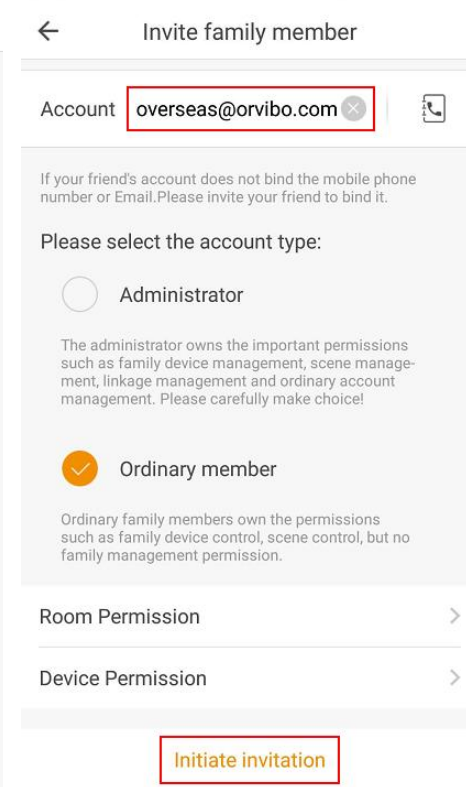 Invite family member
Account overseas@orvibo.com
If your friend's account does not bind the mobile phone
number or Email.Please invite your friend to bind it.
Please select the account type:
Administrator
The administrator owns the important permissions
such as family device management, scene manage-
ment, linkage management and ordinary account
management. Please carefully make choice!
Ordinary member
Ordinary family members own the permissions
such as family device control, scene control, but no
family management permission.
Room Permission
Device Permission
Initiate invitation